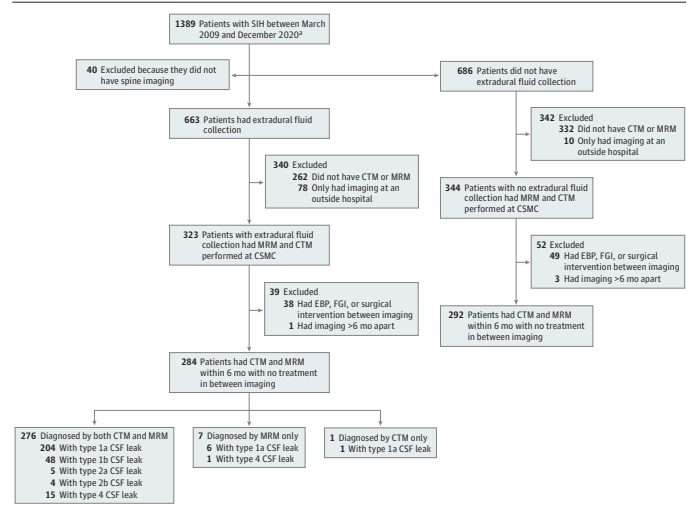 1389 Patients with SIH between March
2009 and December 2020a
40 Excluded because they did not
have spine imaging
686 Patients did not have
extradural fluid collection
663 Patients had extradural fluid
collection
342 Excluded
332 Did not have CTM or MRM
10 Only had imaging at an
outside hospital
340 Excluded
262 Did not have CTM or MRM
78 Only had imaging at an
outside hospital
344 Patients with no extradural fluid
collection had MRM and CTM
performed at CSMC
323 Patients with extradural fluid
collection had MRM and CTM
performed at CSMC
52 Excluded
49 Had EBP, FGI, or surgical
intervention between imaging
3 Had imaging >6 mo apart
39 Excluded
38 Had EBP, FGI, or surgical
intervention between imaging
1 Had imaging >6 mo apart
292 Patients had CTM and MRM
within 6 mo with no treatment
in between imaging
284 Patients had CTM and MRM
within 6 mo with no treatment
in between imaging
276 Diagnosed by both CTM and MRM
204 With type 1a CSF leak
48 With type 1b CSF leak
5 With type 2a CSF leak
4 With type 2b CSF leak
15 With type 4 CSF leak
7 Diagnosed by MRM only
6 With type 1a CSF leak
1 With type 4 CSF leak
1 Diagnosed by CTM only
1 With type 1a CSF leak